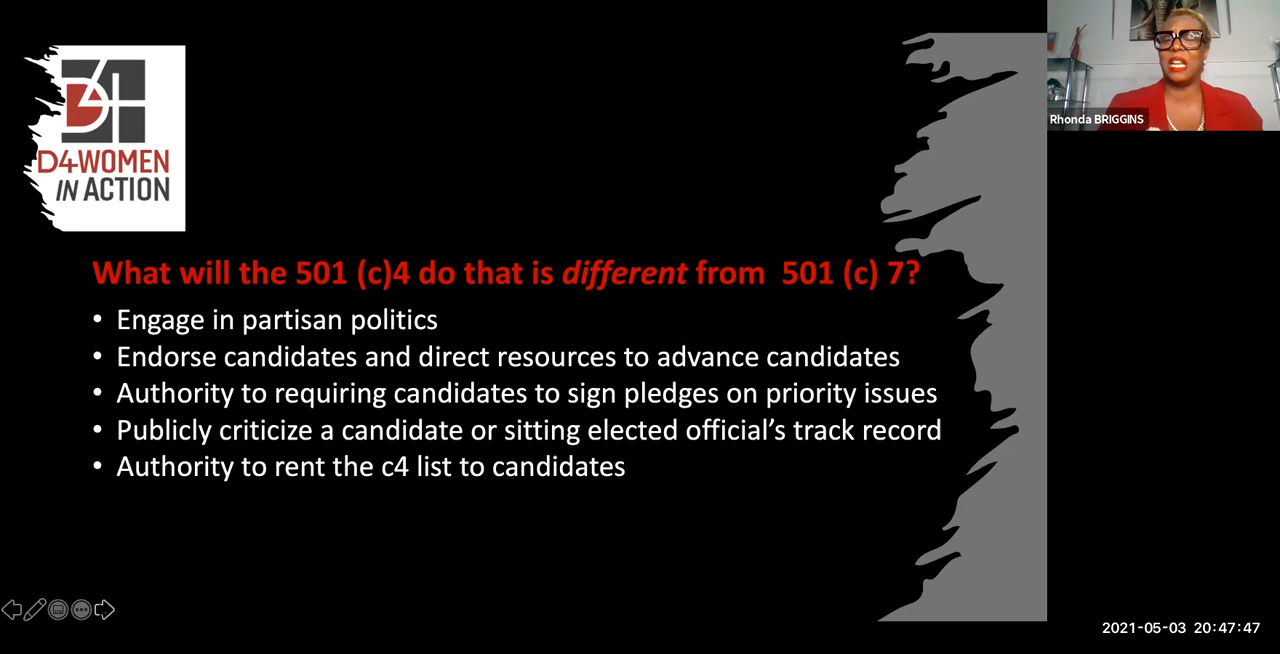 D4WOMEN
IN ACTION
Rhonda BRIGGINS
What will the 501 (c)4 do that is different from 501 (c) 7?
• Engage in partisan politics
• Endorse candidates and direct resources to advance candidates
• Authority to requiring candidates to sign pledges on priority issues
• Publicly criticize a candidate or sitting elected official’s track record
• Authority to rent the c4 list to candidates
2021-05-03 20:47:47